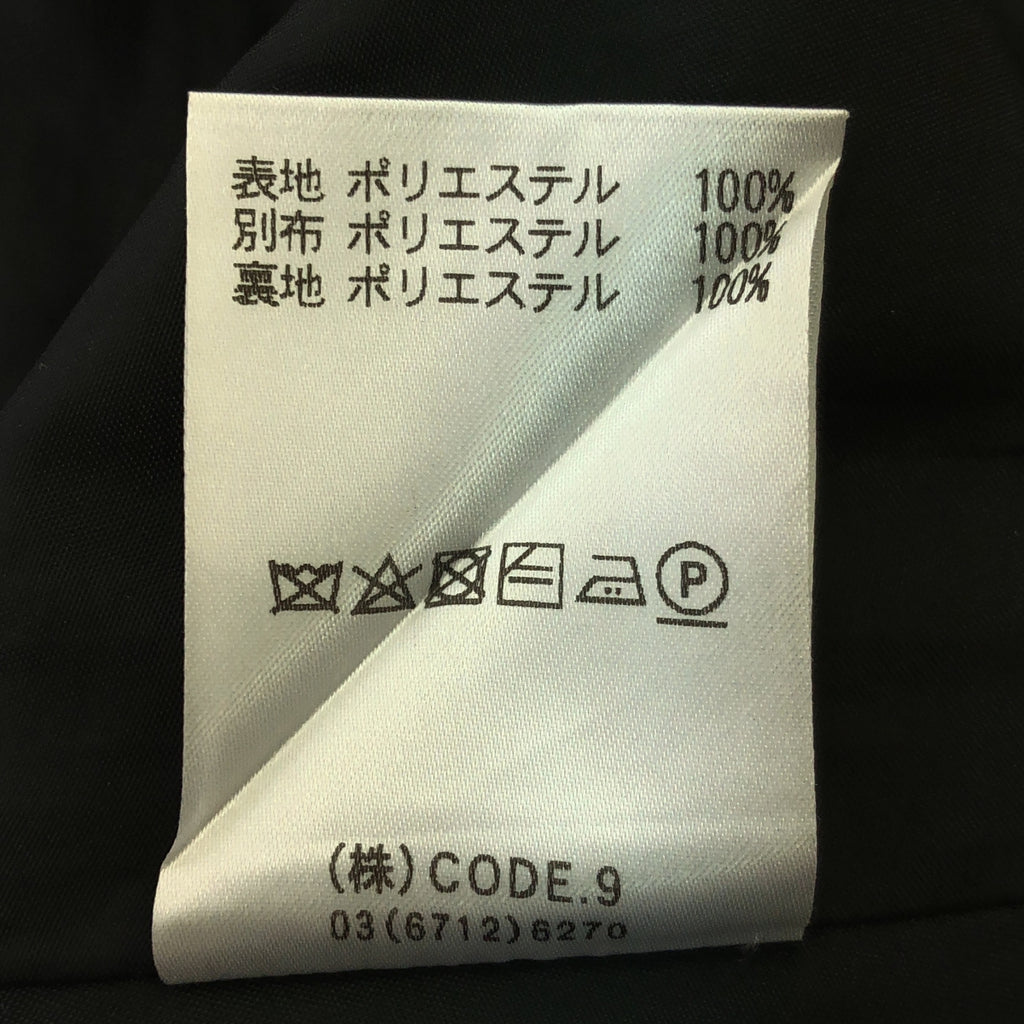 表地 ポリエステル 100%
別布 ポリエステル 100%
裏地 ポリエステル 100%
P
(株)CODE.9
03(6712)6270